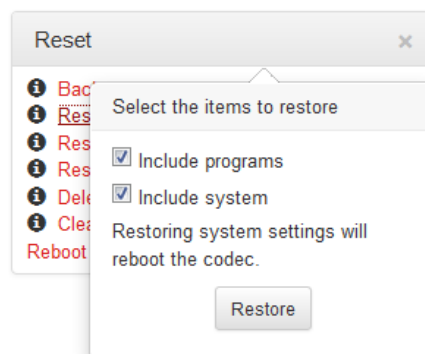 Reset ×
Select the items to restore
Include programs
Include system
Restoring system settings will
reboot the codec.
Restore
Reboot